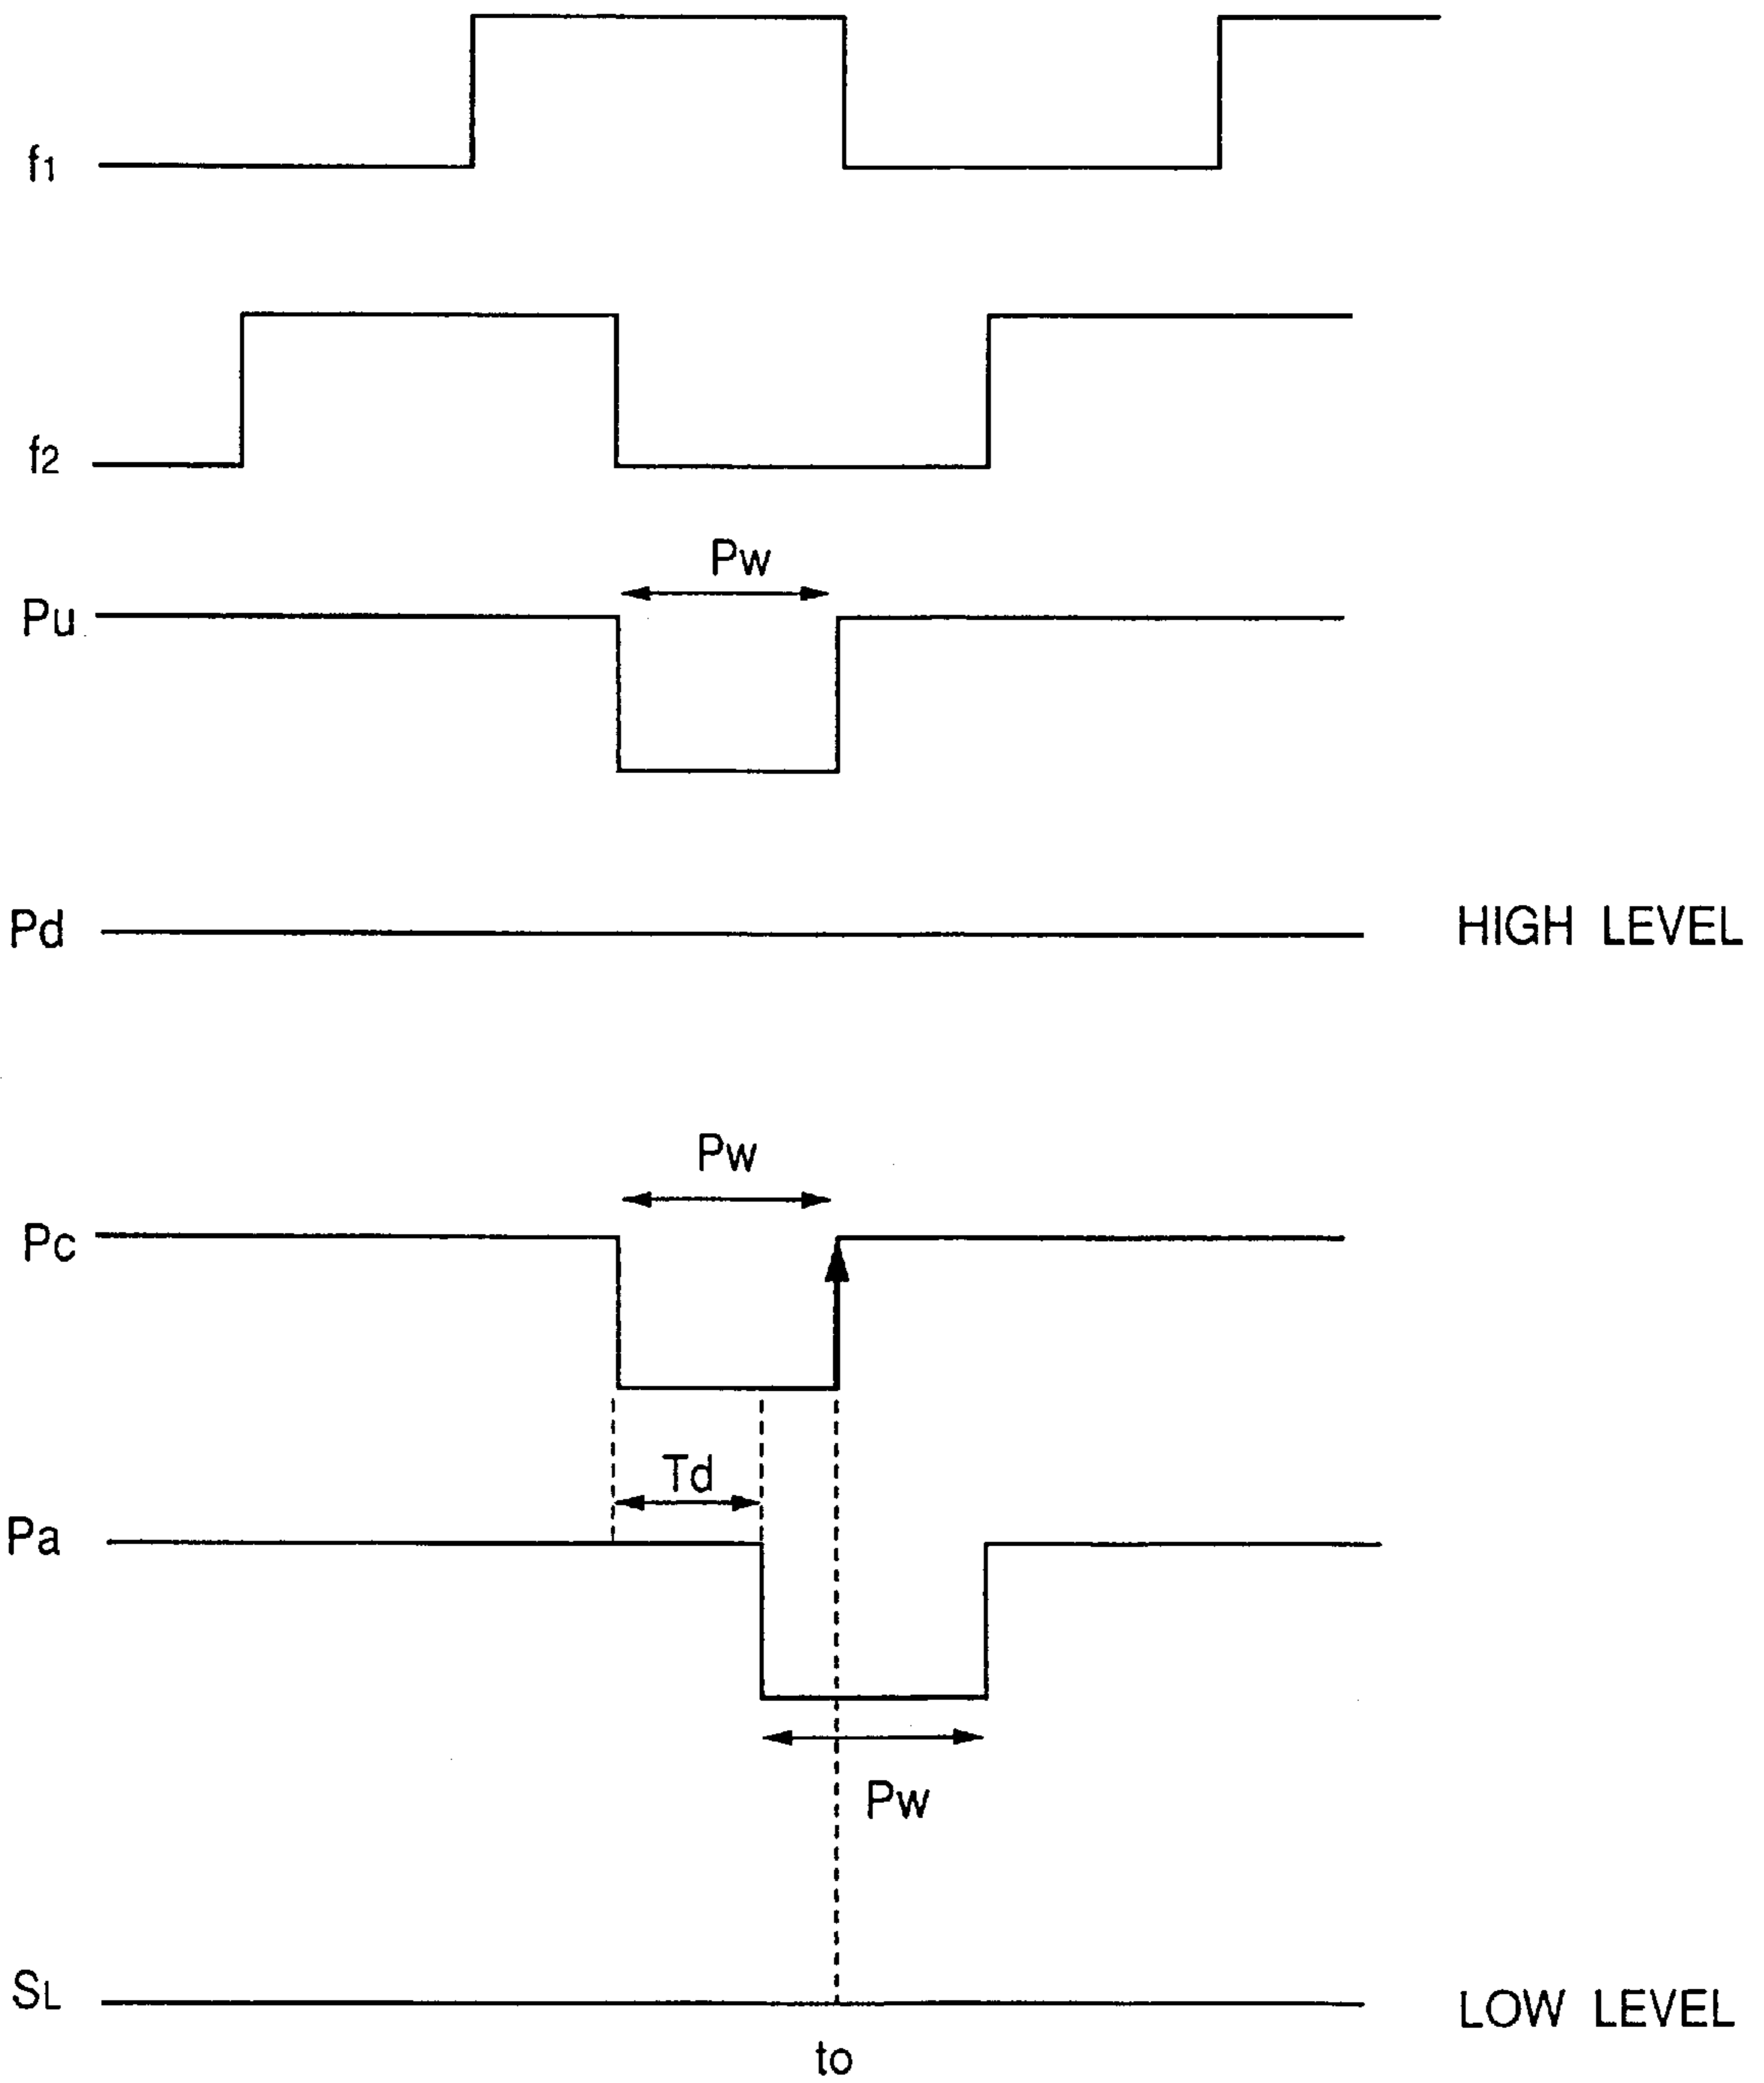 f1
f2
Pw
Pu
Pd HIGH LEVEL
Pw
Pc
Td
Pa
Pw
SL LOW LEVEL
to